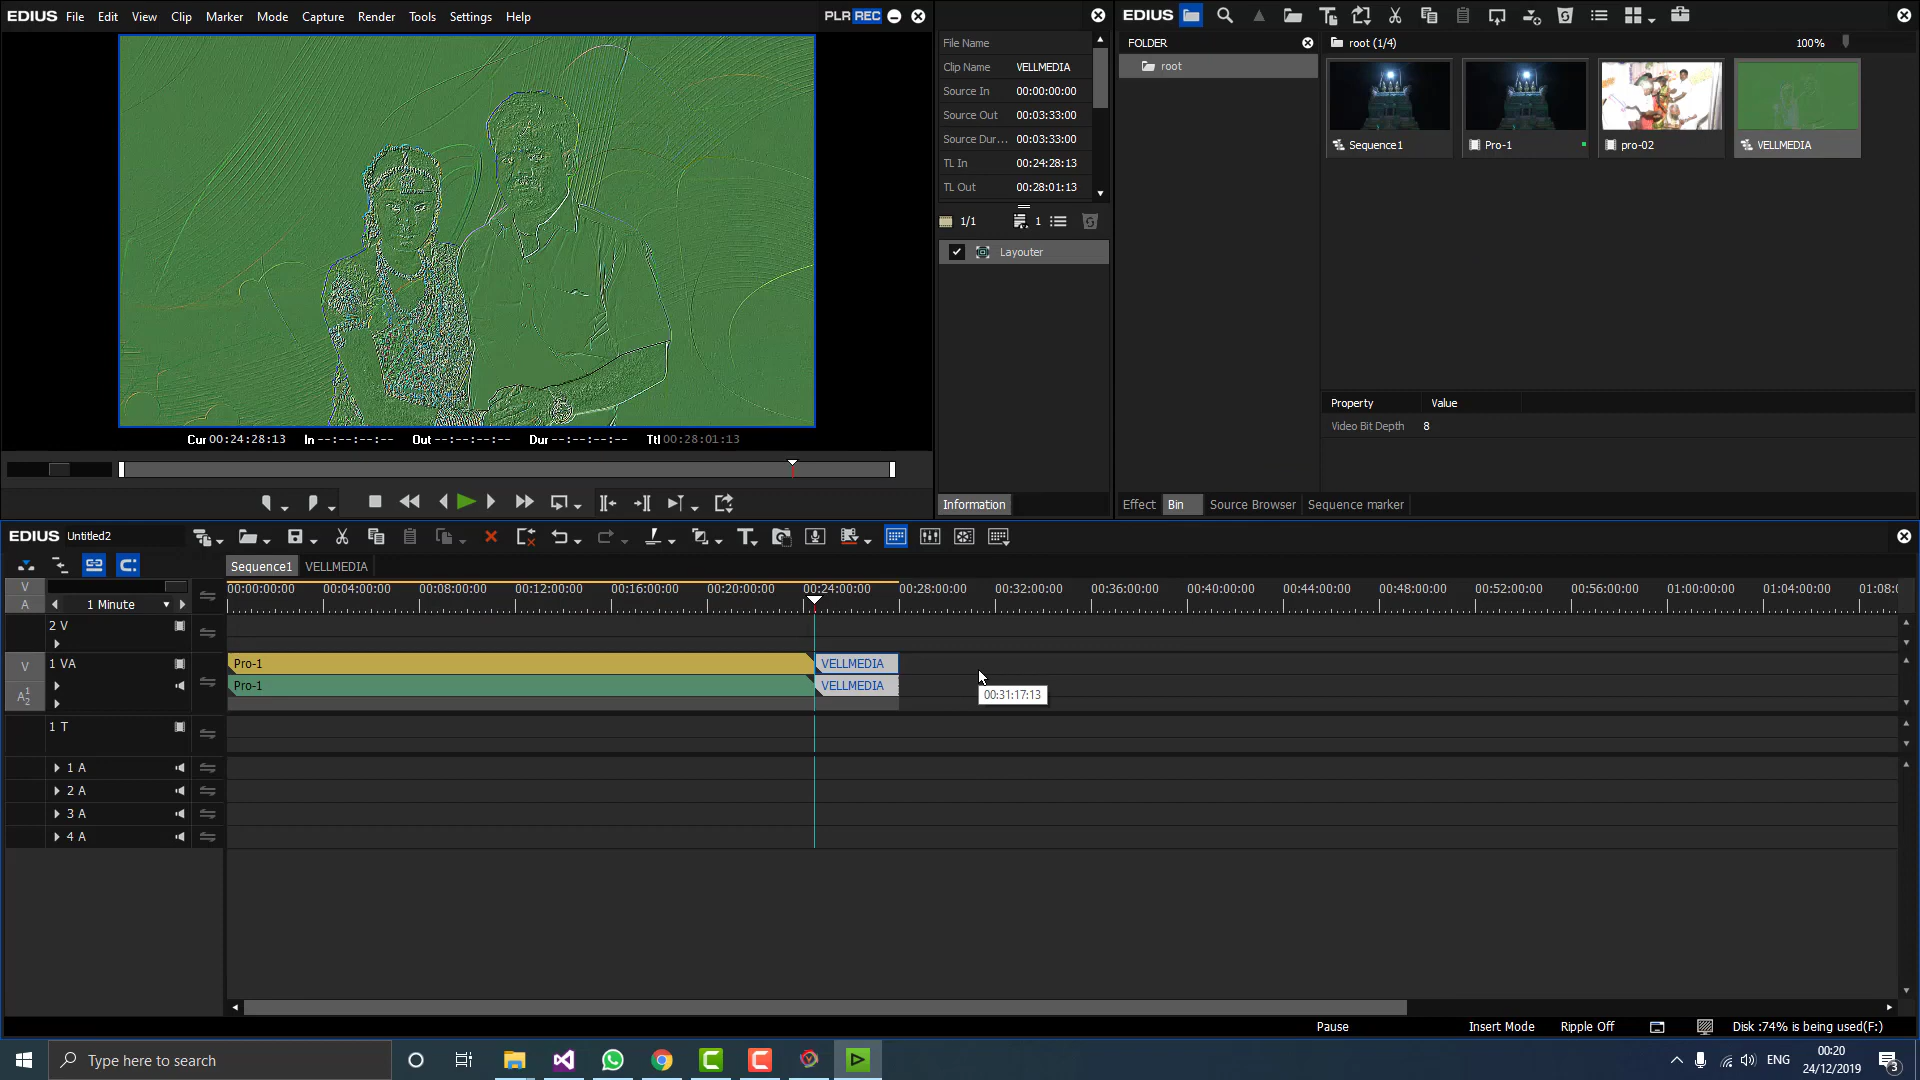 EDIUS File Edit View Clip Marker Mode Capture Render Tools Settings Help PLR REC
Cur 00:24:28:13 In --:--:--:-- Out --:--:--:-- Dur --:--:--:-- Ttl 00:28:01:13
File Name
Clip Name VELLMEDIA
Source In 00:00:00:00
Source Out 00:03:33:00
Source Dur... 00:03:33:00
TL In 00:24:28:13
TL Out 00:28:01:13
1/1 1
Layouter
Information
EDIUS
FOLDER
root
root (1/4) 100%
Sequence1 Pro-1 pro-02 VELLMEDIA
Property Value
Video Bit Depth 8
Effect Bin Source Browser Sequence marker
EDIUS Untitled2
Sequence1 VELLMEDIA
V 00:00:00:00 00:04:00:00 00:08:00:00 00:12:00:00 00:16:00:00 00:20:00:00 00:24:00:00 00:28:00:00 00:32:00:00 00:36:00:00 00:40:00:00 00:44:00:00 00:48:00:00 00:52:00:00 00:56:00:00 01:00:00:00 01:04:00:00 01:08:0
A 1 Minute
2 V
V 1 VA Pro-1 VELLMEDIA
A12 Pro-1 VELLMEDIA
00:31:17:13
1 T
1 A
2 A
3 A
4 A
Pause Insert Mode Ripple Off Disk :74% is being used(F:)
Type here to search
ENG
00:20
24/12/2019
3